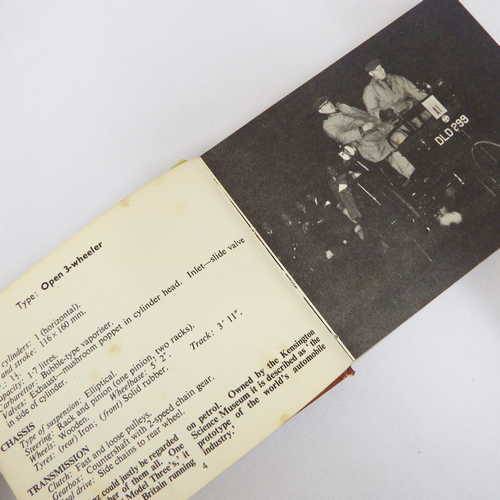 Type: Open 3-wheeler
cylinders: 1 (horizontal).
and stroke: 116 × 160 mm.
capacity: 1·7 litres.
Carburettor: Bubble-type vaporiser.
Valves: Exhaust—mushroom poppet in cylinder head. Inlet—slide valve
in side of cylinder.
CHASSIS
Type of suspension: Elliptical.
Steering: Rack and pinion (one pinion, two racks).
Wheels: Wooden. Wheelbase: 5′ 2″. Track: 3′ 11″.
Tyres: (rear) Iron; (front) Solid rubber.
TRANSMISSION
Clutch: Fast and loose pulleys.
Gearbox: Countershaft with 2-speed chain gear.
drive: Side chains to rear wheel.
could justly be regarded
of them all. One
Model Three's, it
Britain running
on petrol. Owned by the Kensington
Science Museum it is described as 'the
prototype of the world's automobile
industry.
4
DLD 299